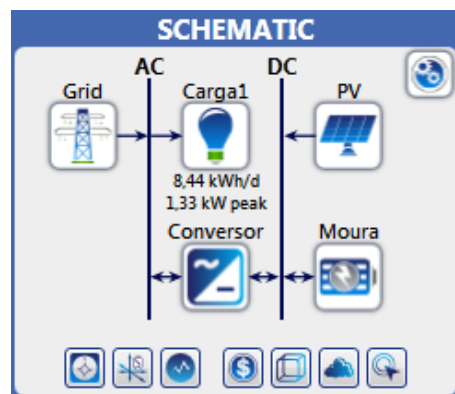 SCHEMATIC
AC DC
Grid Carga1 PV
8,44 kWh/d
1,33 kW peak
Conversor Moura